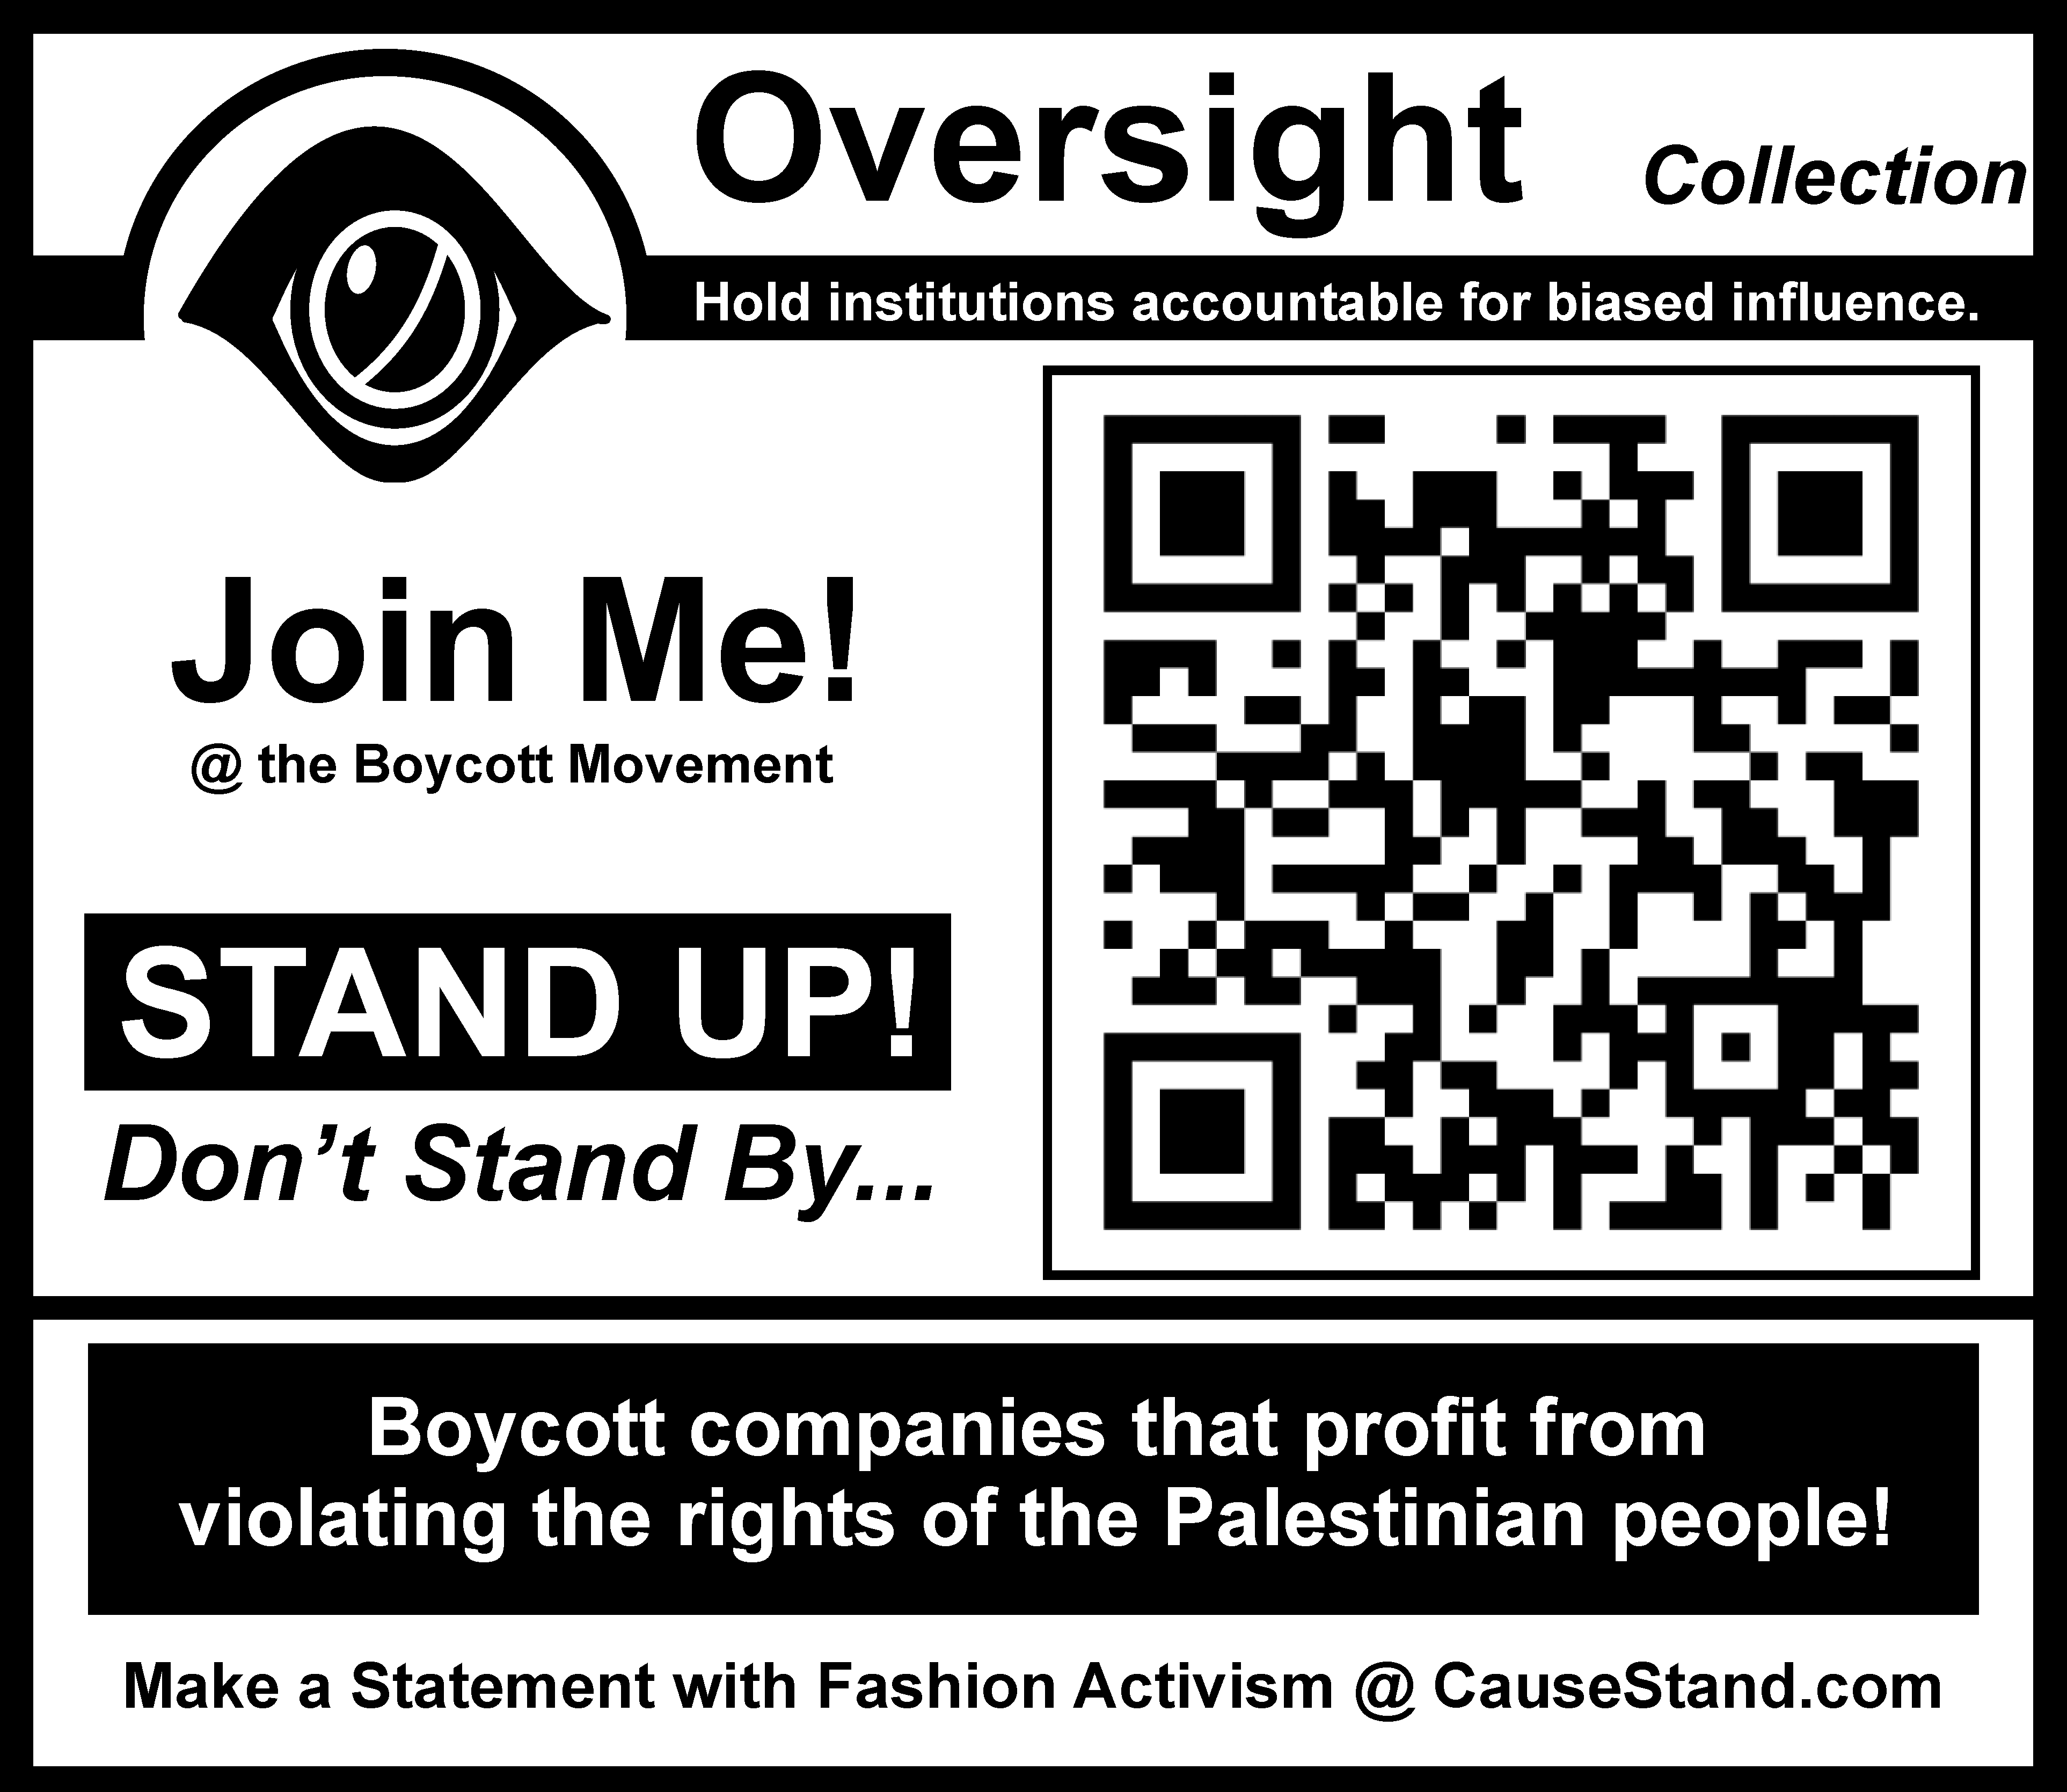 Oversight Collection
Hold institutions accountable for biased influence.
Join Me!
@ the Boycott Movement
STAND UP!
Don’t Stand By...
Boycott companies that profit from
violating the rights of the Palestinian people!
Make a Statement with Fashion Activism @ CauseStand.com